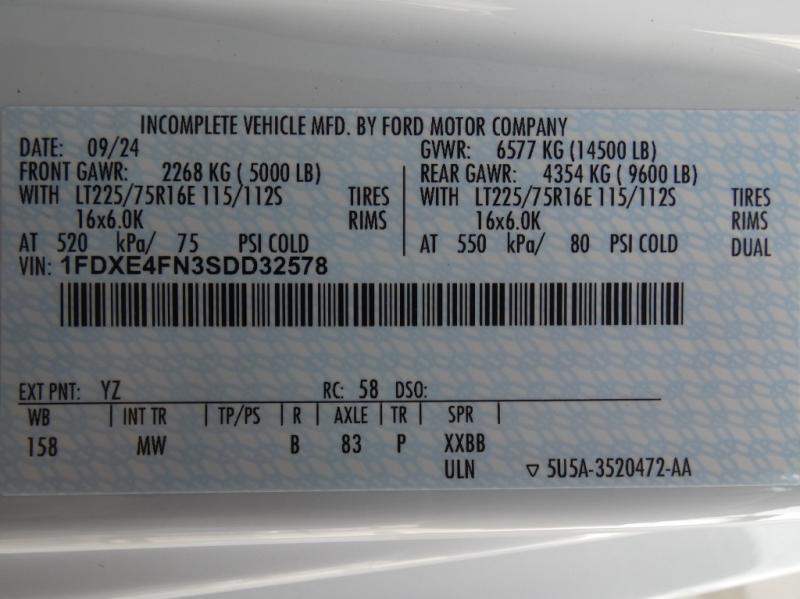 INCOMPLETE VEHICLE MFD. BY FORD MOTOR COMPANY
DATE: 09/24 GVWR: 6577 KG (14500 LB)
FRONT GAWR: 2268 KG ( 5000 LB) REAR GAWR: 4354 KG ( 9600 LB)
WITH LT225/75R16E 115/112S TIRES WITH LT225/75R16E 115/112S TIRES
16x6.0K RIMS 16x6.0K RIMS
AT 520 kPa/ 75 PSI COLD AT 550 kPa/ 80 PSI COLD DUAL
VIN: 1FDXE4FN3SDD32578
EXT PNT: YZ RC: 58 DSO:
WB INT TR TP/PS R AXLE TR SPR
158 MW B 83 P XXBB
ULN ▽ 5U5A-3520472-AA